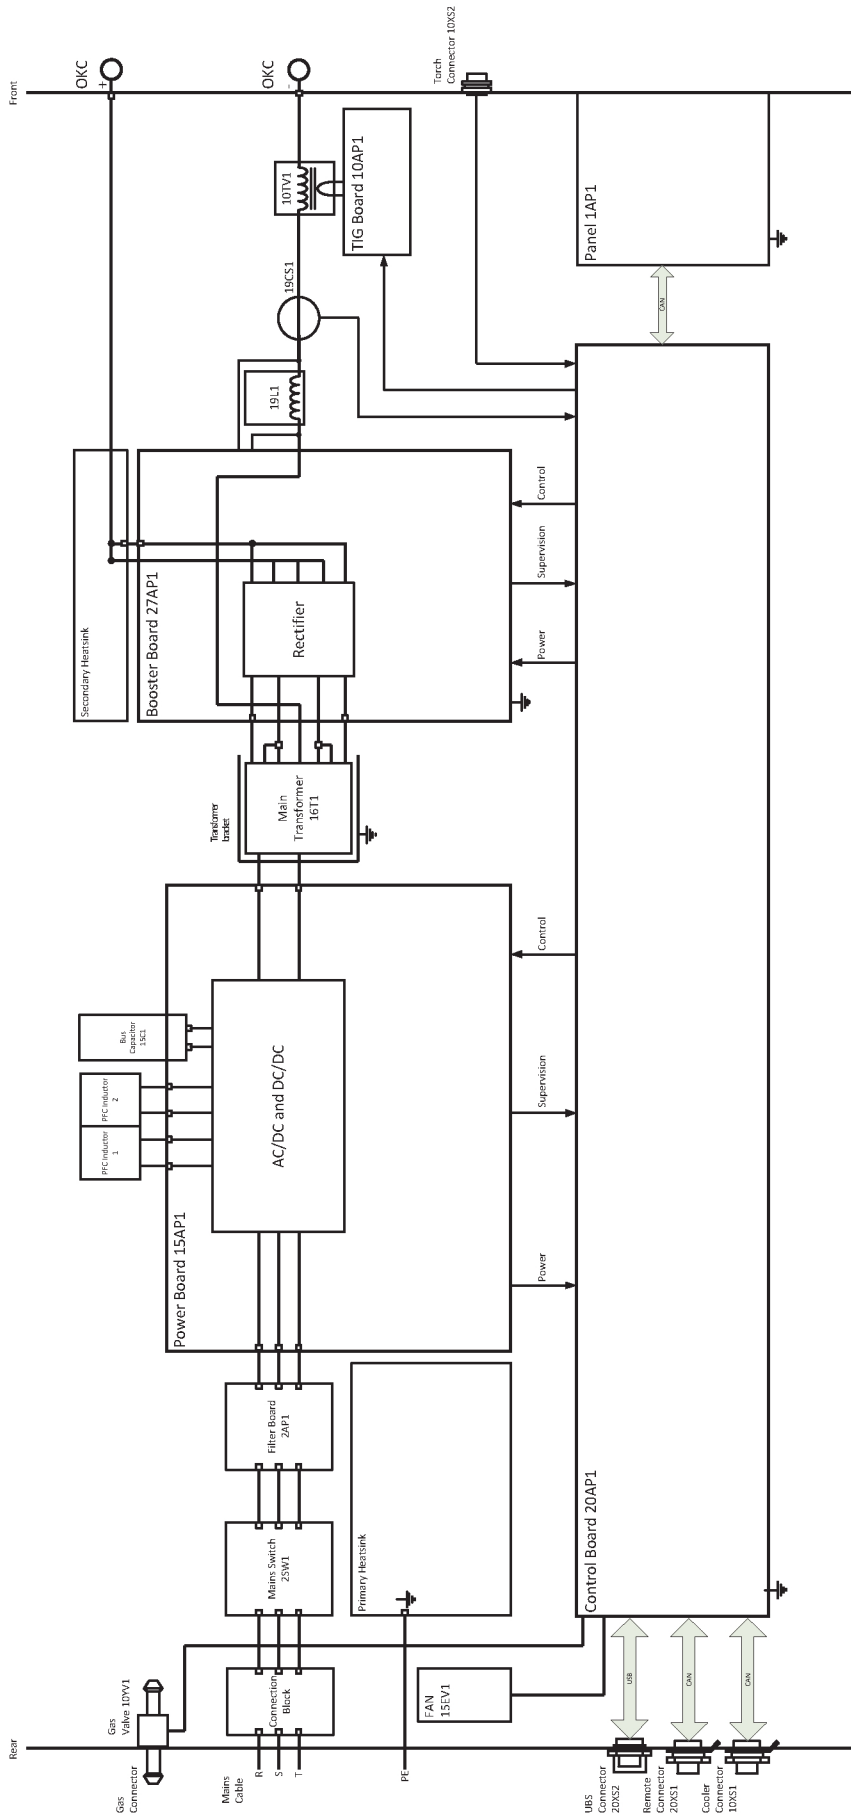 Front
OKC
+
OKC
-
Torch
Connector 10XS2
10TV1
TIG Board 10AP1
Panel 1AP1
19CS1
CAN
19L1
Secondary Heatsink
Booster Board 27AP1
Rectifier
Control
Supervision
Power
Transformer
bracket
Main
Transformer
16T1
Bus
Capacitor
15C1
PFC Inductor
2
PFC Inductor
1
AC/DC and DC/DC
Power Board 15AP1
Control
Supervision
Power
Filter Board
2AP1
Mains Switch
2SW1
Primary Heatsink
Control Board 20AP1
Connection
Block
FAN
15EV1
Gas
Valve 10YV1
USB
CAN
CAN
Rear
Gas
Connector
Mains
Cable
R
S
T
PE
UBS
Connector
20XS2
Remote
Connector
20XS1
Cooler
Connector
10XS1